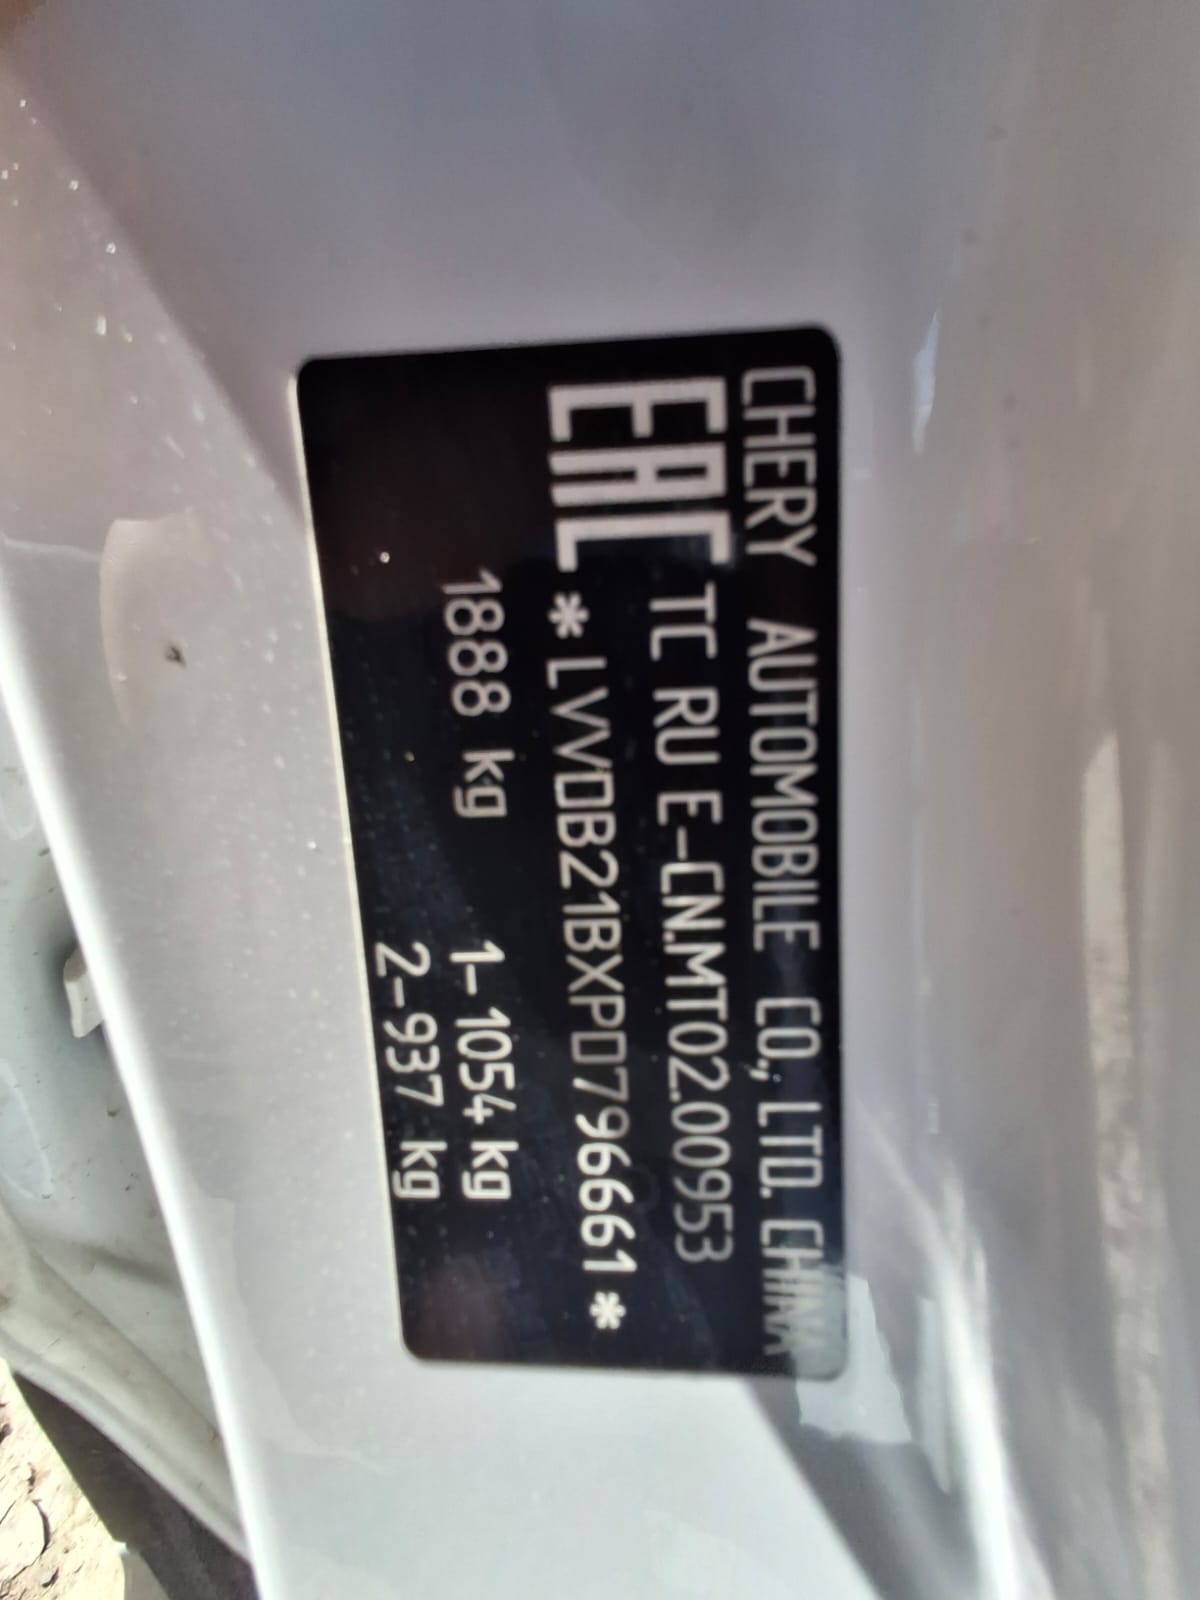 CHERY AUTOMOBILE CO., LTD. CHINA
EAC TC RU E-CN.MT02.00953
*LVVDB21BXPD796661*
1888 kg 1-1054 kg
2-937 kg